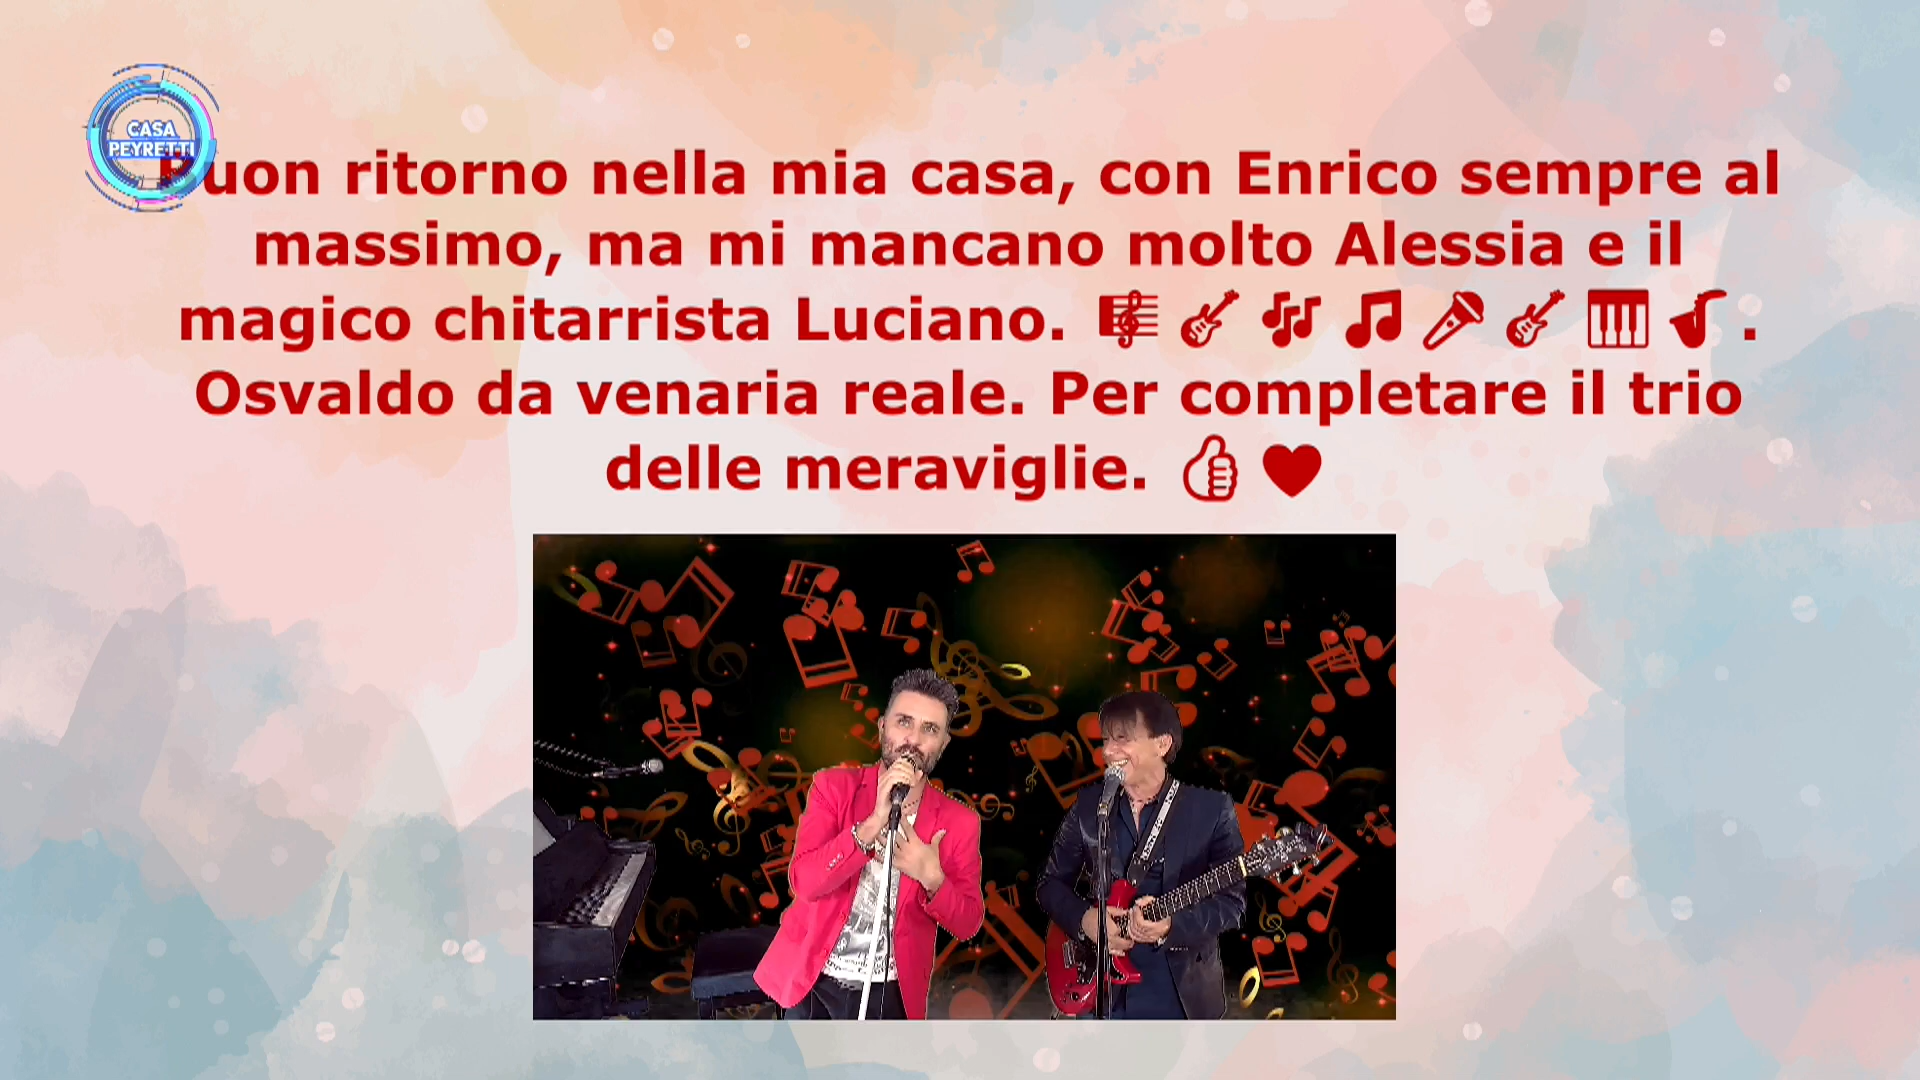 CASA
PEYRETTI
Buon ritorno nella mia casa, con Enrico sempre al
massimo, ma mi mancano molto Alessia e il
magico chitarrista Luciano. 🎼🎸🎶🎵🎤🎸🎹🎷.
Osvaldo da venaria reale. Per completare il trio
delle meraviglie. 👍❤